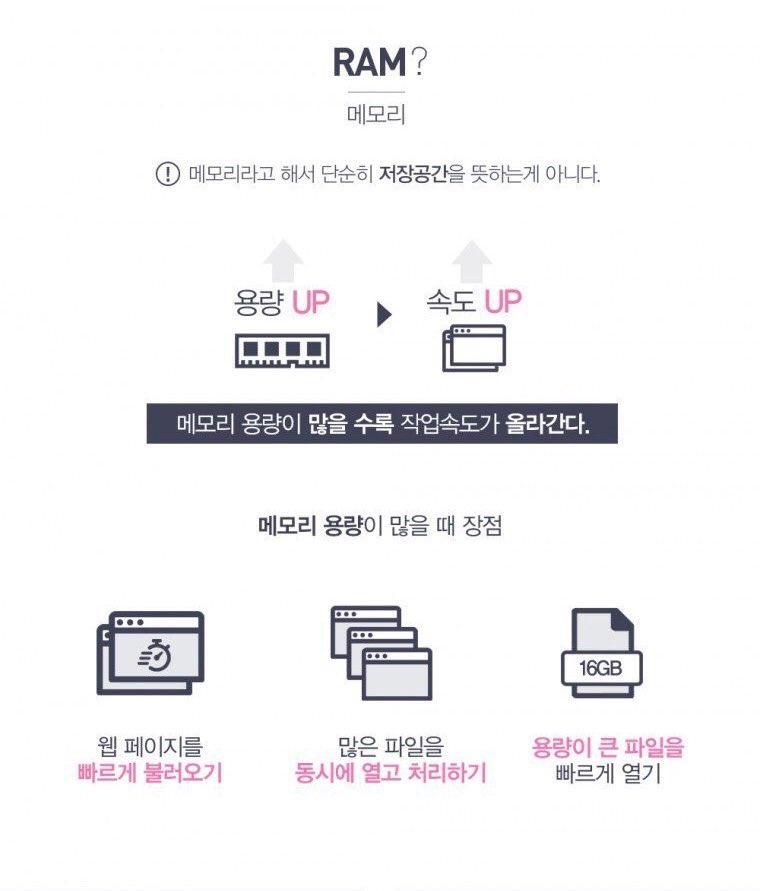 RAM?
메모리
! 메모리라고 해서 단순히 저장공간을 뜻하는게 아니다.
용량 UP 속도 UP
메모리 용량이 많을 수록 작업속도가 올라간다.
메모리 용량이 많을 때 장점
16GB
웹 페이지를
빠르게 불러오기
많은 파일을
동시에 열고 처리하기
용량이 큰 파일을
빠르게 열기